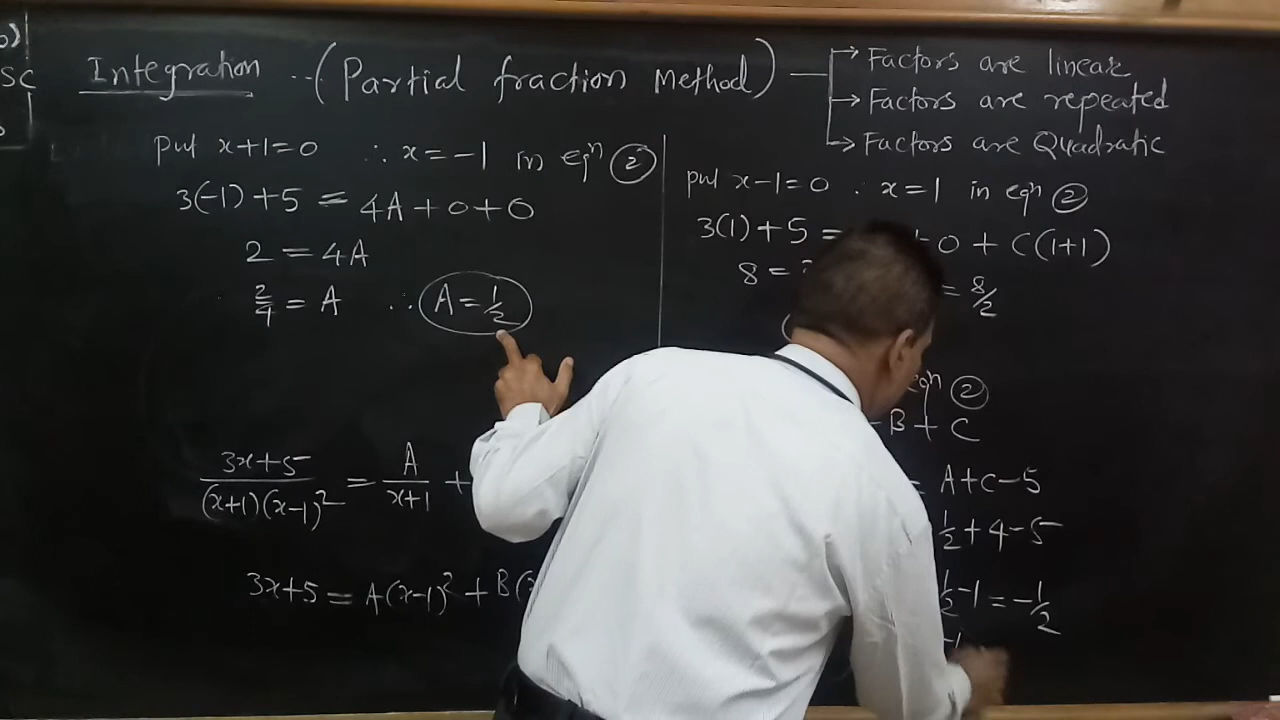 SC
Integration -- (Partial fraction Method)
→ Factors are linear
→ Factors are repeated
→ Factors are Quadratic
put x+1=0 ∴ x=-1 in eqⁿ ②
3(-1)+5 = 4A+0+0
2 = 4A
2/4 = A ∴ A=1/2
(3x+5)/((x+1)(x-1)²) = A/(x+1) +
3x+5 = A(x-1)² + B(
put x-1=0 ∴ x=1 in eqⁿ ②
3(1)+5 = 0 + C(1+1)
8 = = 8/2
eqⁿ ②
-B+C
= A+C-5
1/2+4-5
1/2-1=-1/2